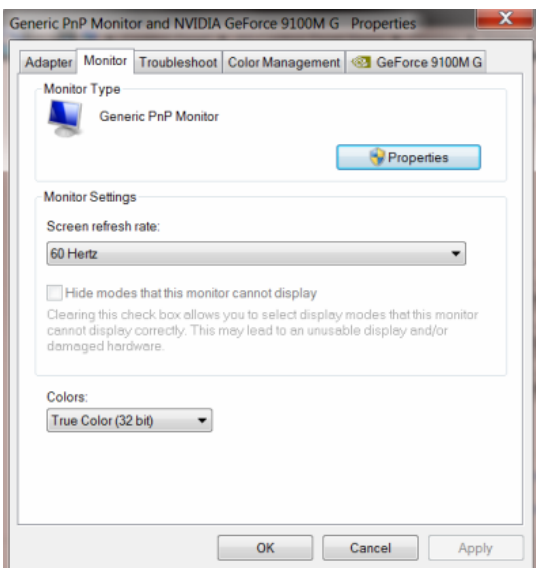 Generic PnP Monitor and NVIDIA GeForce 9100M G Properties
Adapter Monitor Troubleshoot Color Management GeForce 9100M G
Monitor Type
Generic PnP Monitor
Properties
Monitor Settings
Screen refresh rate:
60 Hertz
Hide modes that this monitor cannot display
Clearing this check box allows you to select display modes that this monitor
cannot display correctly. This may lead to an unusable display and/or
damaged hardware.
Colors:
True Color (32 bit)
OK Cancel Apply